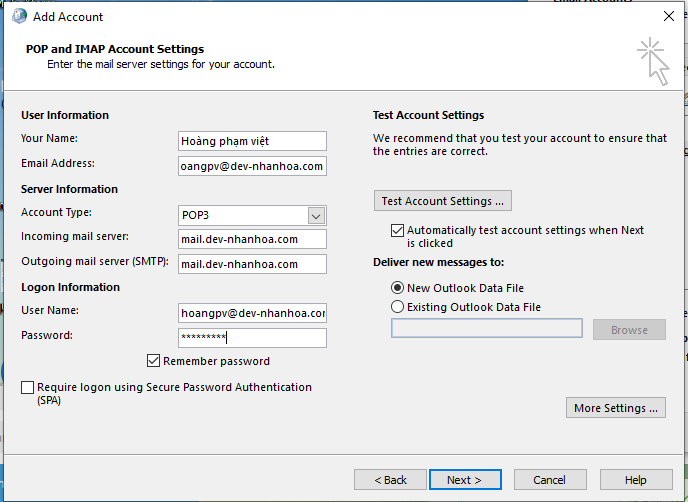 Add Account
POP and IMAP Account Settings
Enter the mail server settings for your account.
User Information
Your Name:
Hoàng phạm việt
Email Address:
oangpv@dev-nhanhoa.com
Server Information
Account Type:
POP3
Incoming mail server:
mail.dev-nhanhoa.com
Outgoing mail server (SMTP):
mail.dev-nhanhoa.com
Logon Information
User Name:
hoangpv@dev-nhanhoa.cor
Password:
*********
Remember password
Require logon using Secure Password Authentication
(SPA)
Test Account Settings
We recommend that you test your account to ensure that
the entries are correct.
Test Account Settings ...
Automatically test account settings when Next
is clicked
Deliver new messages to:
New Outlook Data File
Existing Outlook Data File
Browse
More Settings ...
< Back
Next >
Cancel
Help